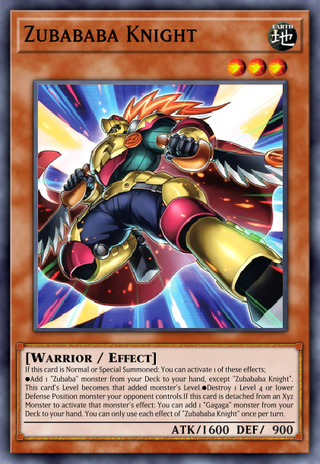 Zubababa Knight
EARTH
地
[Warrior / Effect]
If this card is Normal or Special Summoned: You can activate 1 of these effects;
●Add 1 "Zubaba" monster from your Deck to your hand, except "Zubababa Knight".
This card's Level becomes that added monster's Level.●Destroy 1 Level 4 or lower
Defense Position monster your opponent controls.If this card is detached from an Xyz
Monster to activate that monster's effect: You can add 1 "Gagaga" monster from your
Deck to your hand. You can only use each effect of "Zubababa Knight" once per turn.
ATK/1600 DEF/ 900